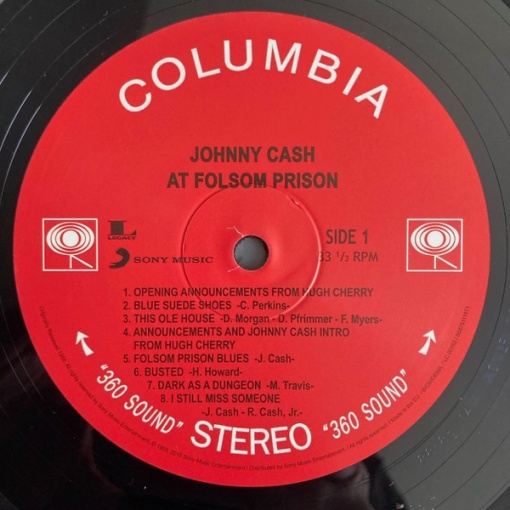 COLUMBIA
JOHNNY CASH
AT FOLSOM PRISON
LEGACY
SONY MUSIC
SIDE 1
33 ⅓ RPM
1. OPENING ANNOUNCEMENTS FROM HUGH CHERRY
2. BLUE SUEDE SHOES -C. Perkins-
3. THIS OLE HOUSE -D. Morgan - D. Pfrimmer - F. Myers-
4. ANNOUNCEMENTS AND JOHNNY CASH INTRO
FROM HUGH CHERRY
5. FOLSOM PRISON BLUES -J. Cash-
6. BUSTED -H. Howard-
7. DARK AS A DUNGEON -M. Travis-
8. I STILL MISS SOMEONE
-J. Cash - R. Cash, Jr.-
"360 SOUND" STEREO "360 SOUND"